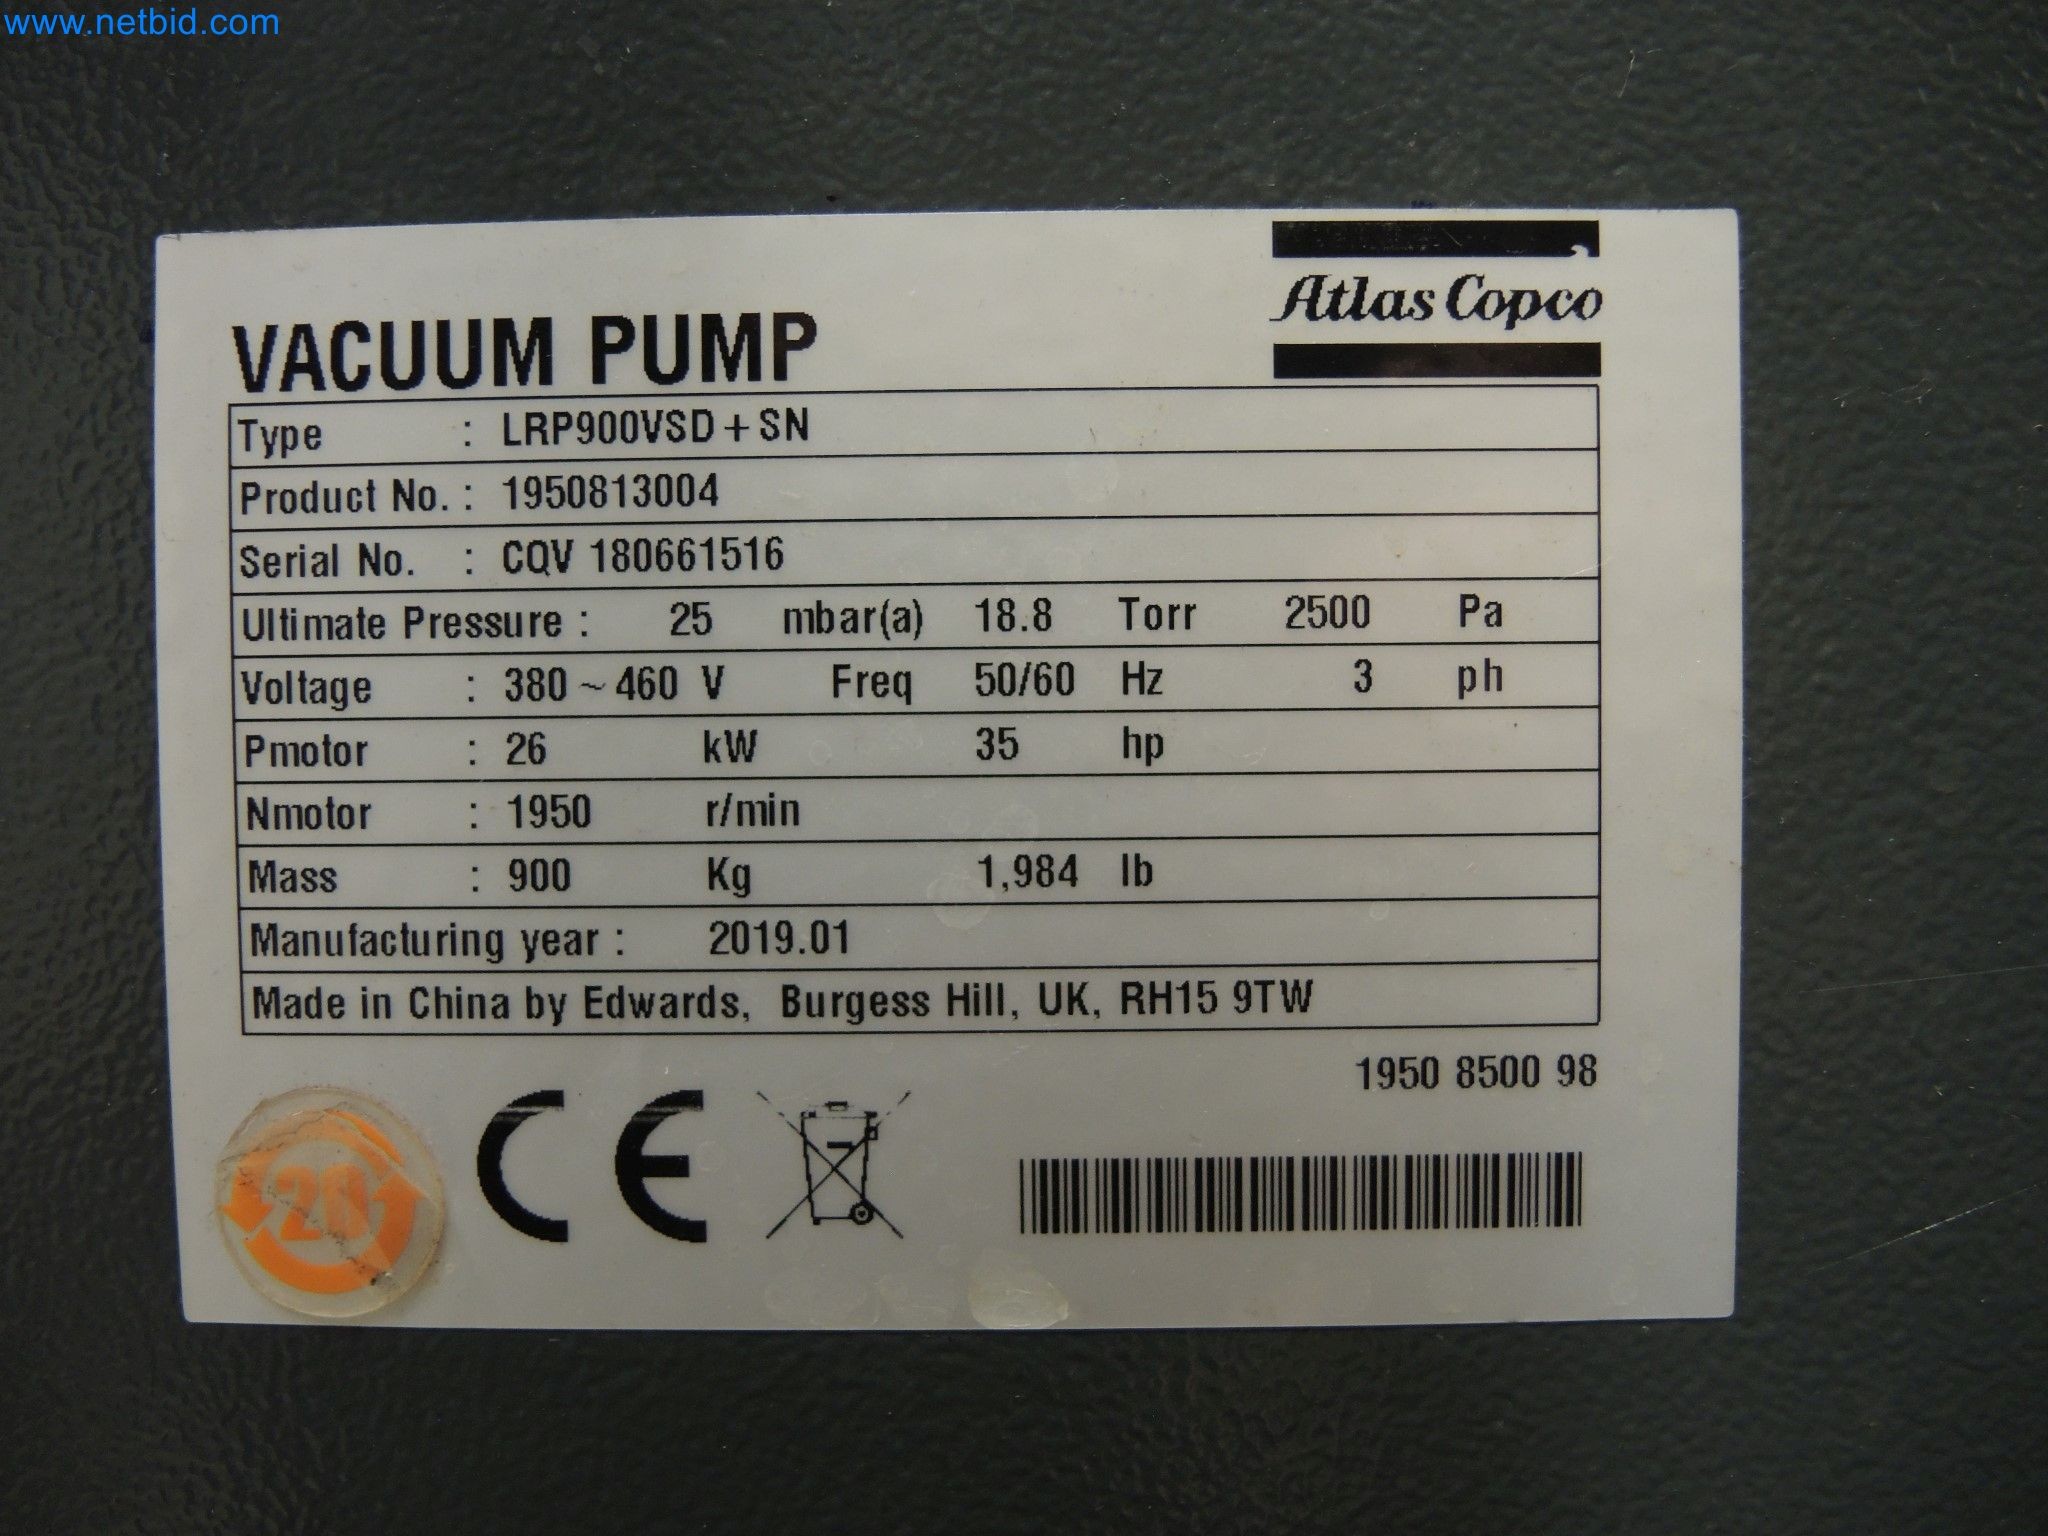 www.netbid.com
Atlas Copco
VACUUM PUMP
Type : LRP900VSD+SN
Product No. : 1950813004
Serial No. : CQV 180661516
Ultimate Pressure : 25 mbar(a) 18.8 Torr 2500 Pa
Voltage : 380 ~ 460 V Freq 50/60 Hz 3 ph
Pmotor : 26 kW 35 hp
Nmotor : 1950 r/min
Mass : 900 Kg 1,984 lb
Manufacturing year : 2019.01
Made in China by Edwards, Burgess Hill, UK, RH15 9TW
1950 8500 98
20
CE